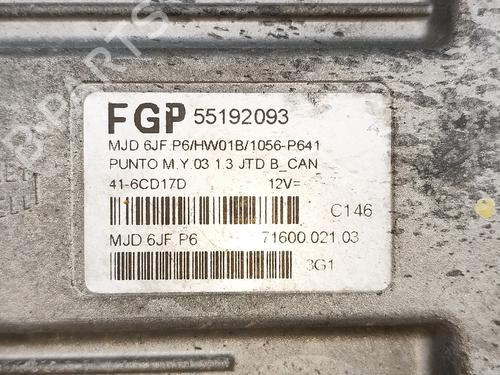 FGP 55192093
MJD 6JF.P6/HW01B/1056-P641
PUNTO M.Y.03 1.3 JTD B_CAN
41-6CD17D 12V=
C146
MJD 6JF.P6 71600.021.03
3G1